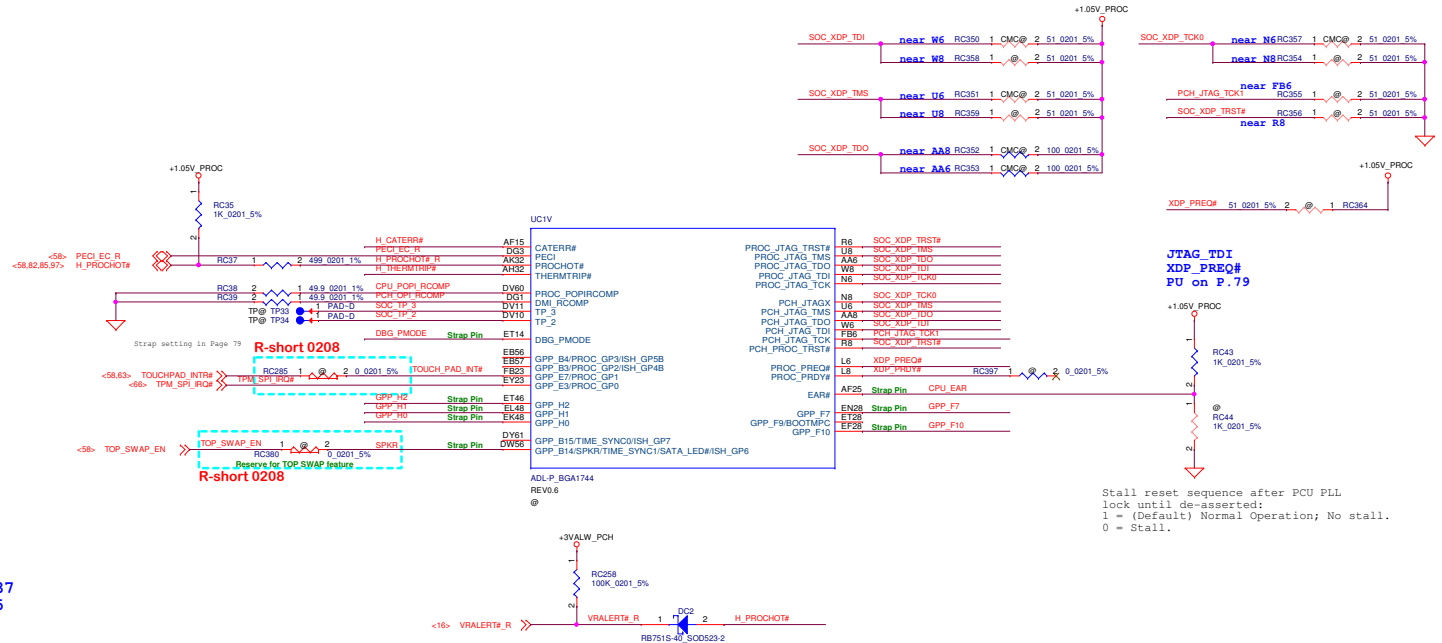 +1.05V_PROC
SOC_XDP_TDI near W6 RC350 1 CMC@ 2 51_0201_5%
near W8 RC358 1 @ 2 51_0201_5%
SOC_XDP_TMS near U6 RC351 1 CMC@ 2 51_0201_5%
near U8 RC359 1 @ 2 51_0201_5%
SOC_XDP_TDO near AA8 RC352 1 CMC@ 2 100_0201_5%
near AA6 RC353 1 CMC@ 2 100_0201_5%
SOC_XDP_TCK0 near N6 RC357 1 CMC@ 2 51_0201_5%
near N8 RC354 1 @ 2 51_0201_5%
near FB6
PCH_JTAG_TCK1 RC355 1 @ 2 51_0201_5%
SOC_XDP_TRST# RC356 1 @ 2 51_0201_5%
near R8
+1.05V_PROC
XDP_PREQ# 51_0201_5% 2 @ 1 RC364
JTAG_TDI
XDP_PREQ#
PU on P.79
+1.05V_PROC
1
RC35
1K_0201_5%
2
<58> PECI_EC_R
<58,82,85,97> H_PROCHOT#
RC37 1 2 499_0201_1%
H_CATERR# AF15
PECI_EC_R DG3
H_PROCHOT#_R AK32
H_THERMTRIP# AH32
RC38 2 1 49.9_0201_1% CPU_POPI_RCOMP DV60
RC39 2 1 49.9_0201_1% PCH_OPI_RCOMP DG1
TP@ TP33 1 PAD~D SOC_TP_3 DV11
TP@ TP34 1 PAD~D SOC_TP_2 DV10
DBG_PMODE Strap Pin ET14
Strap setting in Page 79
R-short 0208
EB56
EB57
<58,63> TOUCHPAD_INTR# RC285 1 @ 2 0_0201_5% TOUCH_PAD_INT# FB23
<66> TPM_SPI_IRQ# TPM_SPI_IRQ# EY23
GPP_H2 Strap Pin ET46
GPP_H1 Strap Pin EL48
GPP_H0 Strap Pin EK48
DY61
<58> TOP_SWAP_EN TOP_SWAP_EN 1 @ 2 SPKR Strap Pin DW56
RC380 0_0201_5%
Reserve for TOP SWAP feature
R-short 0208
UC1V
CATERR#
PECI
PROCHOT#
THERMTRIP#
PROC_POPIRCOMP
DMI_RCOMP
TP_3
TP_2
DBG_PMODE
GPP_B4/PROC_GP3/ISH_GP5B
GPP_B3/PROC_GP2/ISH_GP4B
GPP_E7/PROC_GP1
GPP_E3/PROC_GP0
GPP_H2
GPP_H1
GPP_H0
GPP_B15/TIME_SYNC0/ISH_GP7
GPP_B14/SPKR/TIME_SYNC1/SATA_LED#/ISH_GP6
PROC_JTAG_TRST# R6 SOC_XDP_TRST#
PROC_JTAG_TMS U8 SOC_XDP_TMS
PROC_JTAG_TDO AA6 SOC_XDP_TDO
PROC_JTAG_TDI W8 SOC_XDP_TDI
PROC_JTAG_TCK N6 SOC_XDP_TCK0
PCH_JTAGX N8 SOC_XDP_TCK0
PCH_JTAG_TMS U6 SOC_XDP_TMS
PCH_JTAG_TDO AA8 SOC_XDP_TDO
PCH_JTAG_TDI W6 SOC_XDP_TDI
PCH_JTAG_TCK FB6 PCH_JTAG_TCK1
PCH_PROC_TRST# R8 SOC_XDP_TRST#
PROC_PREQ# L6 XDP_PREQ#
PROC_PRDY# L8 XDP_PRDY# RC397 1 @ 2 0_0201_5%
EAR# AF25 Strap Pin CPU_EAR
GPP_F7 EN28 Strap Pin GPP_F7
GPP_F9/BOOTMPC ET28
GPP_F10 EF28 Strap Pin GPP_F10
ADL-P_BGA1744
REV0.6
@
+1.05V_PROC
1
RC43
1K_0201_5%
2
1
@
RC44
1K_0201_5%
2
Stall reset sequence after PCU PLL
lock until de-asserted:
1 = (Default) Normal Operation; No stall.
0 = Stall.
+3VALW_PCH
1
RC258
100K_0201_5%
2
<16> VRALERT#_R VRALERT#_R 1 DC2 2 H_PROCHOT#
RB751S-40_SOD523-2